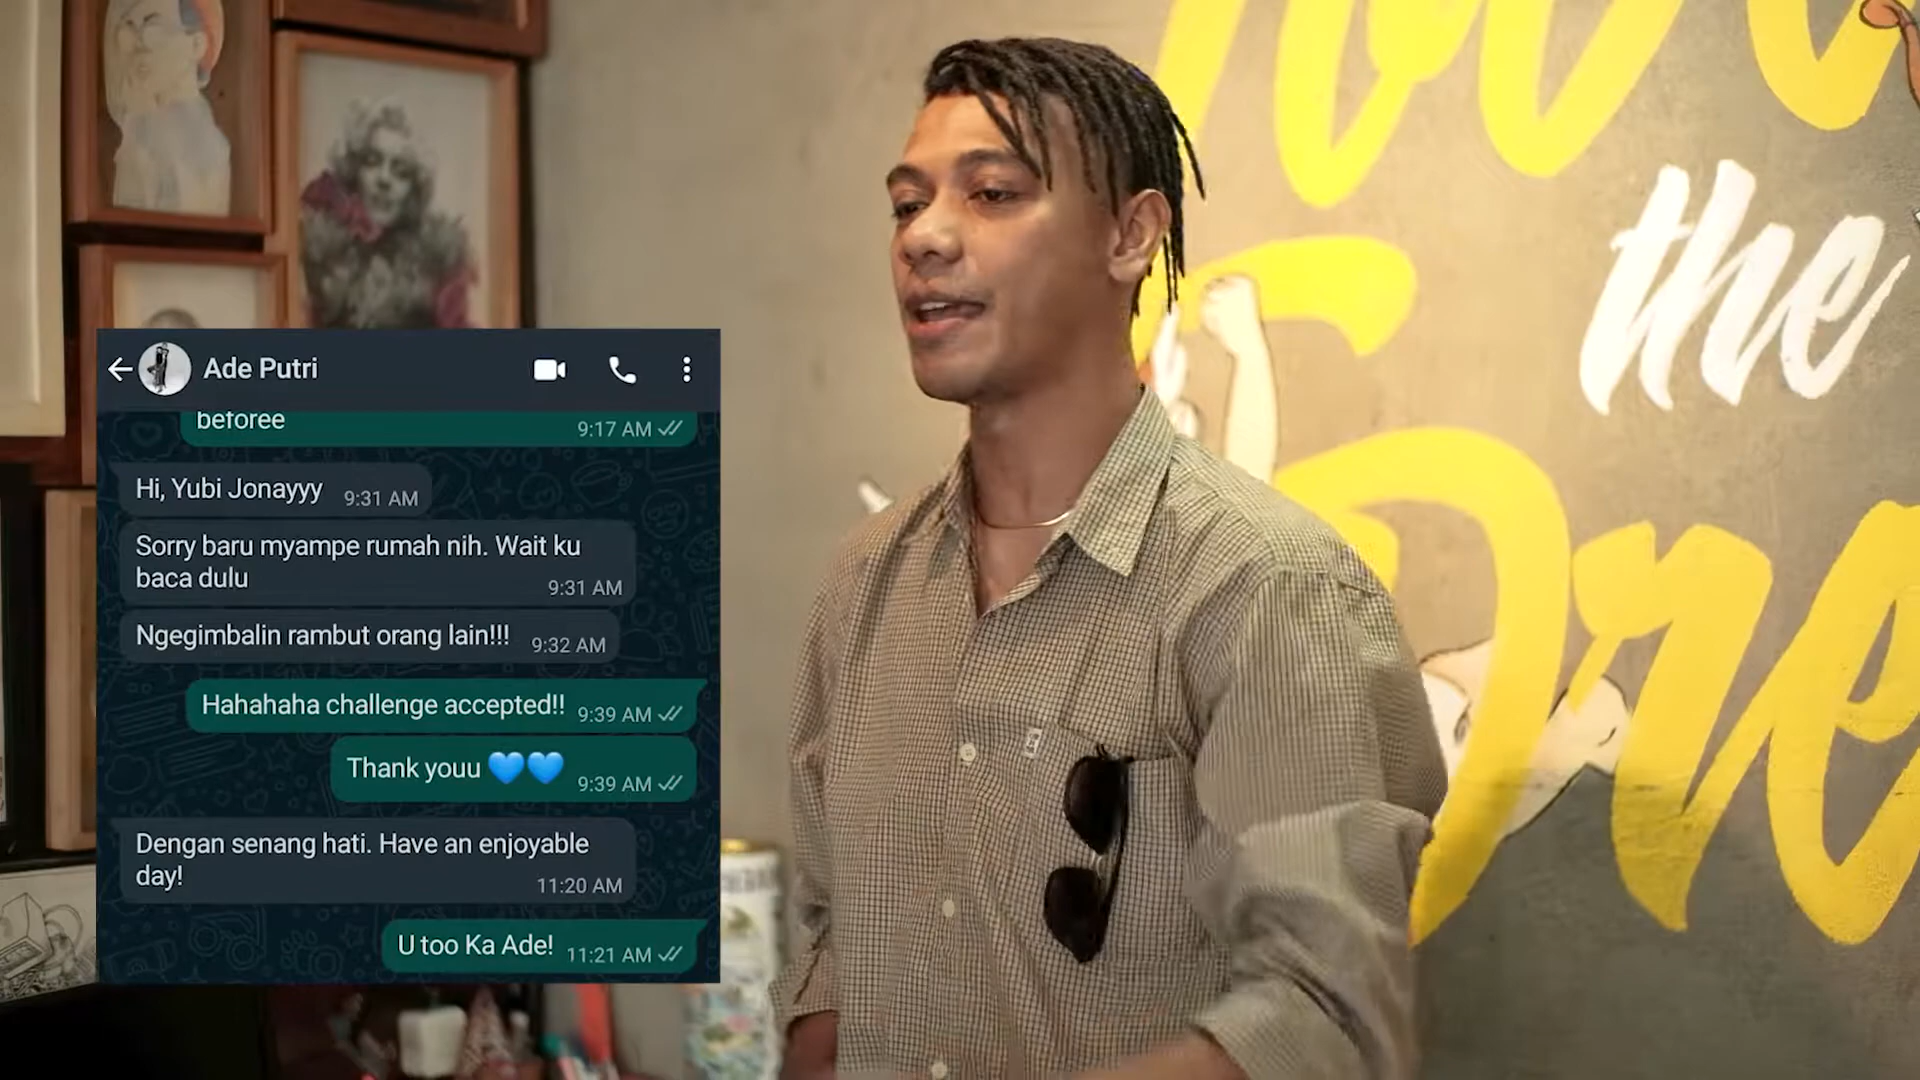 Ade Putri
beforee
9:17 AM
Hi, Yubi Jonayyy 9:31 AM
Sorry baru myampe rumah nih. Wait ku
baca dulu 9:31 AM
Ngegimbalin rambut orang lain!!! 9:32 AM
Hahahaha challenge accepted!! 9:39 AM
Thank youu 💙💙 9:39 AM
Dengan senang hati. Have an enjoyable
day! 11:20 AM
U too Ka Ade! 11:21 AM
the